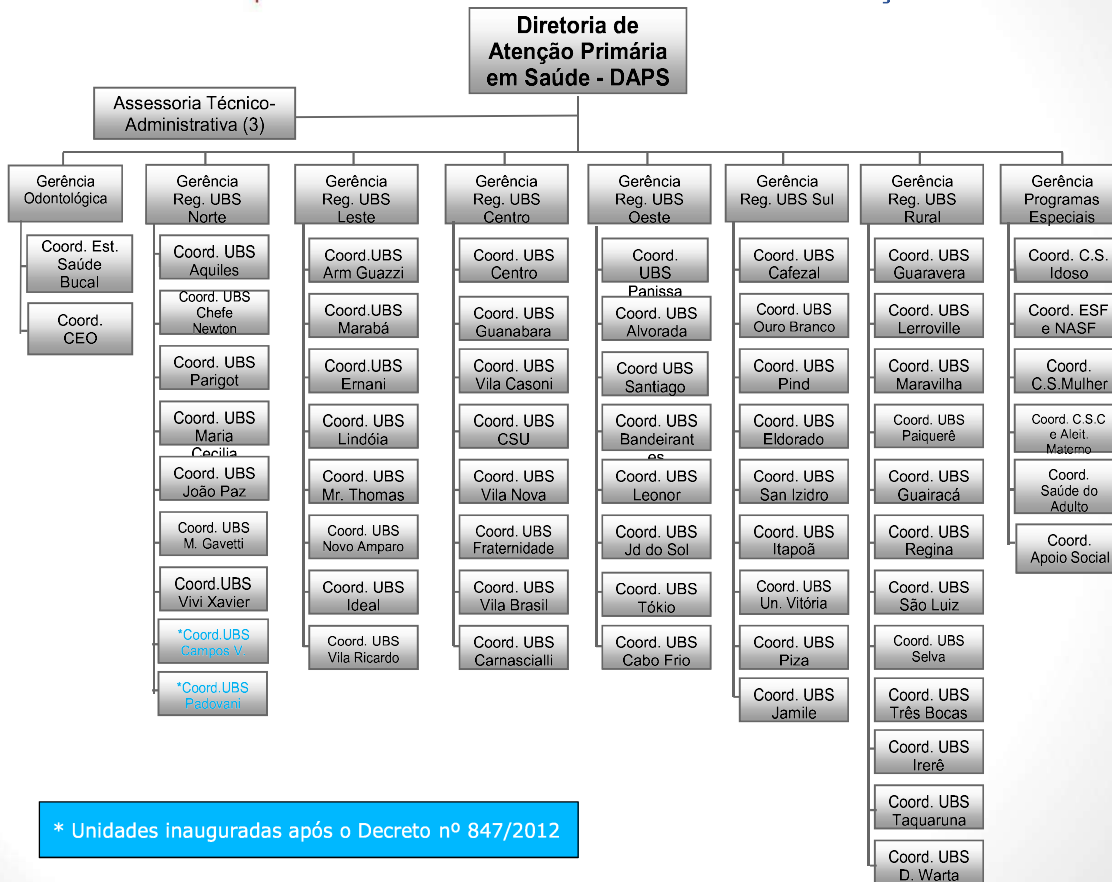 Diretoria de
Atenção Primária
em Saúde - DAPS
Assessoria Técnico-
Administrativa (3)
Gerência
Odontológica
Coord. Est.
Saúde
Bucal
Coord.
CEO
Gerência
Reg. UBS
Norte
Coord. UBS
Aquiles
Coord. UBS
Chefe
Newton
Coord. UBS
Parigot
Coord. UBS
Maria
Cecilia
Coord. UBS
João Paz
Coord. UBS
M. Gavetti
Coord.UBS
Vivi Xavier
*Coord.UBS
Campos V.
*Coord.UBS
Padovani
Gerência
Reg. UBS
Leste
Coord.UBS
Arm Guazzi
Coord.UBS
Marabá
Coord.UBS
Ernani
Coord. UBS
Lindóia
Coord. UBS
Mr. Thomas
Coord. UBS
Novo Amparo
Coord. UBS
Ideal
Coord. UBS
Vila Ricardo
Gerência
Reg. UBS
Centro
Coord. UBS
Centro
Coord. UBS
Guanabara
Coord. UBS
Vila Casoni
Coord. UBS
CSU
Coord. UBS
Vila Nova
Coord. UBS
Fraternidade
Coord. UBS
Vila Brasil
Coord. UBS
Carnascialli
Gerência
Reg. UBS
Oeste
Coord.
UBS
Panissa
Coord. UBS
Alvorada
Coord UBS
Santiago
Coord. UBS
Bandeirant
es
Coord. UBS
Leonor
Coord. UBS
Jd do Sol
Coord. UBS
Tókio
Coord. UBS
Cabo Frio
Gerência
Reg. UBS Sul
Coord. UBS
Cafezal
Coord. UBS
Ouro Branco
Coord. UBS
Pind
Coord. UBS
Eldorado
Coord. UBS
San Izidro
Coord. UBS
Itapoã
Coord. UBS
Un. Vitória
Coord. UBS
Piza
Coord. UBS
Jamile
Gerência
Reg. UBS
Rural
Coord. UBS
Guaravera
Coord. UBS
Lerroville
Coord. UBS
Maravilha
Coord. UBS
Paiquerê
Coord. UBS
Guairacá
Coord. UBS
Regina
Coord. UBS
São Luiz
Coord. UBS
Selva
Coord. UBS
Três Bocas
Coord. UBS
Irerê
Coord. UBS
Taquaruna
Coord. UBS
D. Warta
Gerência
Programas
Especiais
Coord. C.S.
Idoso
Coord. ESF
e NASF
Coord.
C.S.Mulher
Coord. C.S.C
e Aleit.
Materno
Coord.
Saúde do
Adulto
Coord.
Apoio Social
* Unidades inauguradas após o Decreto nº 847/2012